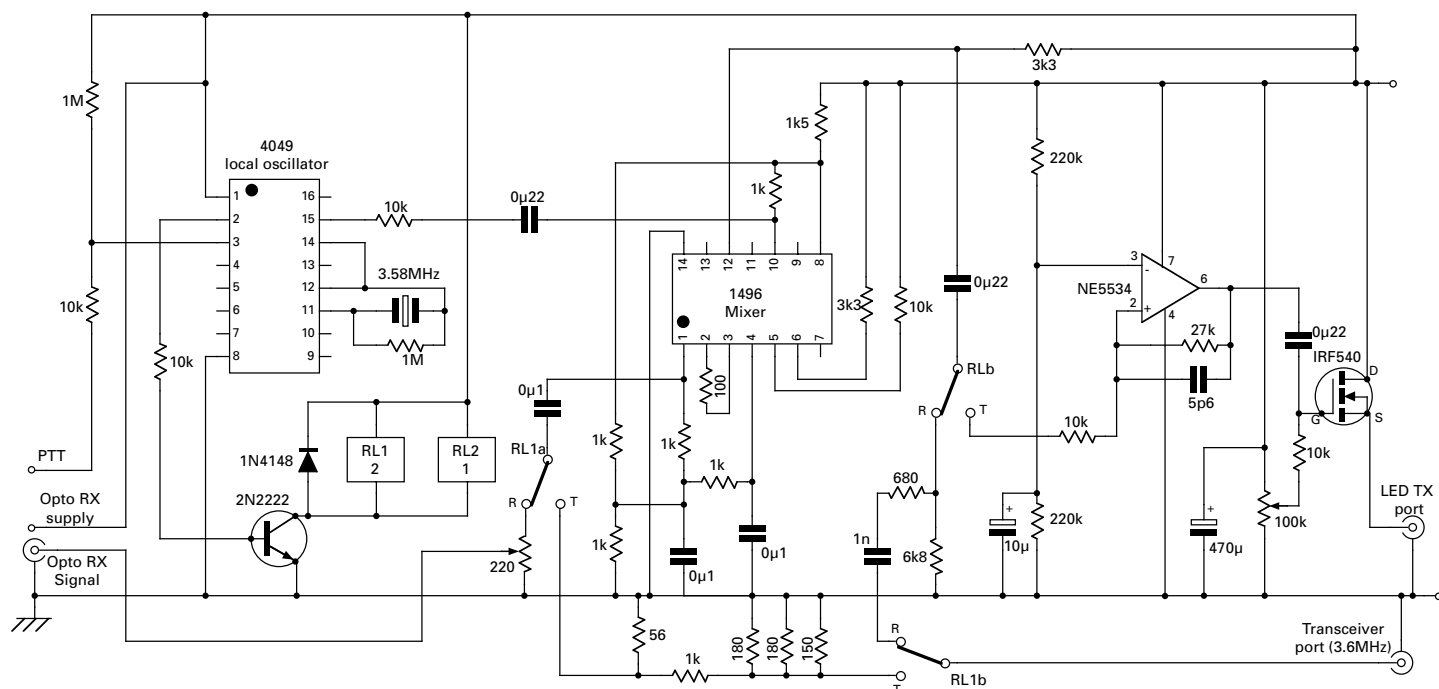 3k3
1M
1k5
4049
local oscillator
220k
1 16
2 15
3 14
4 13
5 12
6 11
7 10
8 9
10k
0µ22
1k
3.58MHz
1M
10k
10k
14 13 12 11 10 9 8
1496
Mixer
1 2 3 4 5 6 7
3k3
10k
0µ22
3
-
7
6
NE5534
2
+
4
27k
5p6
0µ22
IRF540
D
G
S
100
0µ1
RLb
R
T
10k
10k
PTT
1N4148
RL1
2
RL2
1
RL1a
R
T
1k
1k
1k
1k
680
Opto RX
supply
2N2222
Opto RX
Signal
220
0µ1
0µ1
1n
6k8
+
10µ
220k
+
470µ
100k
LED TX
port
56
1k
180
180
150
R
T
RL1b
Transceiver
port (3.6MHz)